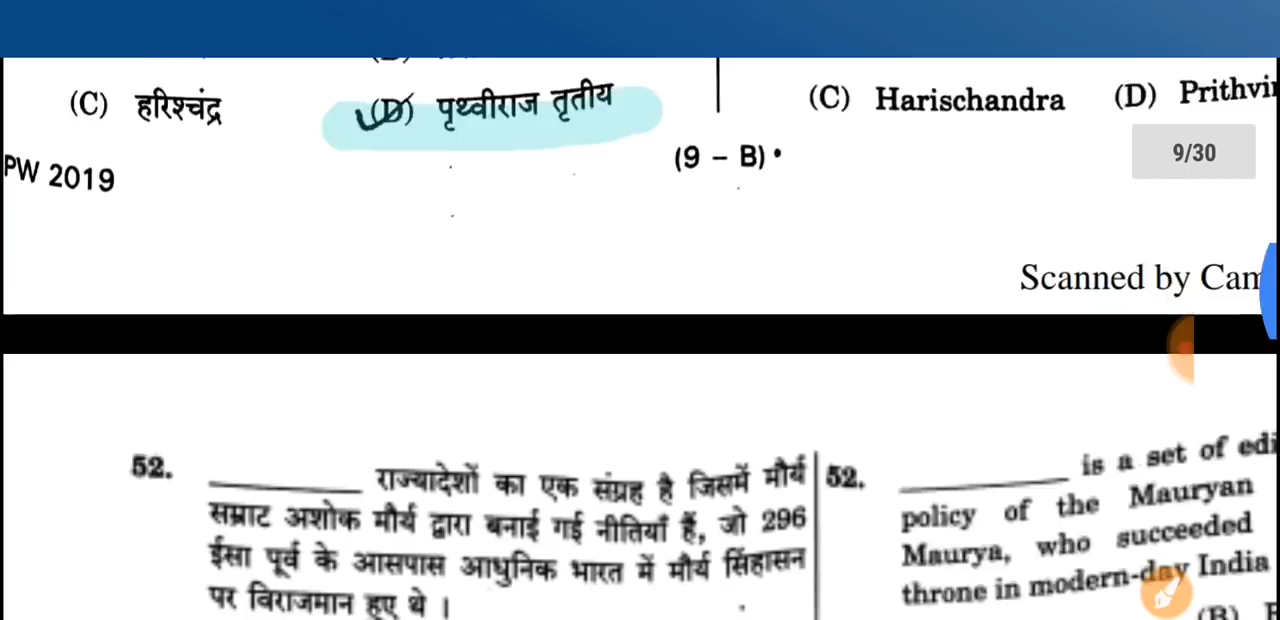 (C) हरिश्चंद्र (D) पृथ्वीराज तृतीय
(C) Harischandra (D)
(9 – B)
PW 2019
9/30
Scanned by
52. ________ राज्यादेशों का एक संग्रह है जिसमें मौर्य
सम्राट अशोक मौर्य द्वारा बनाई गई नीतियाँ हैं, जो 296
ईसा पूर्व के आसपास आधुनिक भारत में मौर्य सिंहासन
पर विराजमान हुए थे ।
52. ________ is a set of
policy of the Mauryan
Maurya, who succeeded
throne in modern-day India
(B)